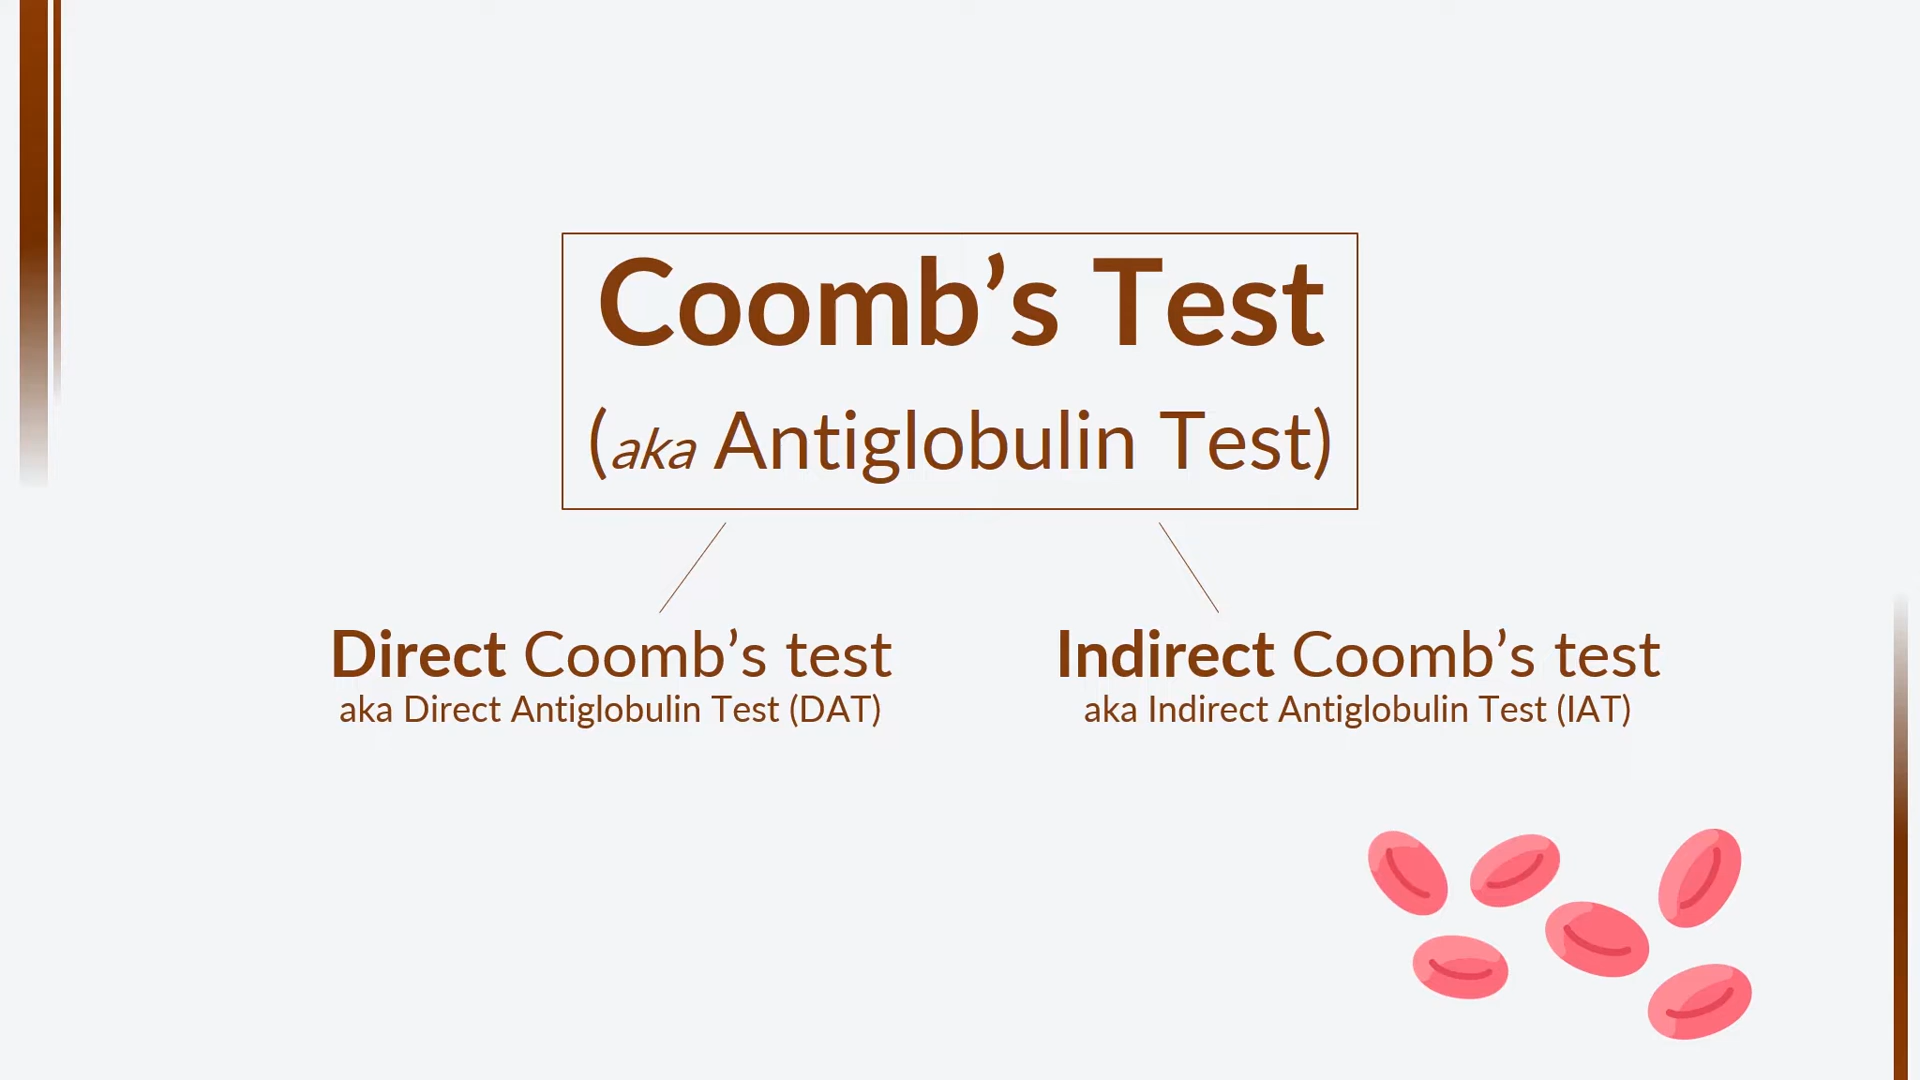 Coomb’s Test
(aka Antiglobulin Test)
Direct Coomb’s test
aka Direct Antiglobulin Test (DAT)
Indirect Coomb’s test
aka Indirect Antiglobulin Test (IAT)